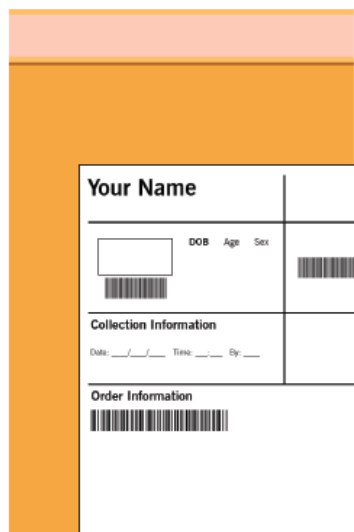 Your Name
DOB Age Sex
Collection Information
Date: ___/___/___ Time: ___:___ By: ___
Order Information